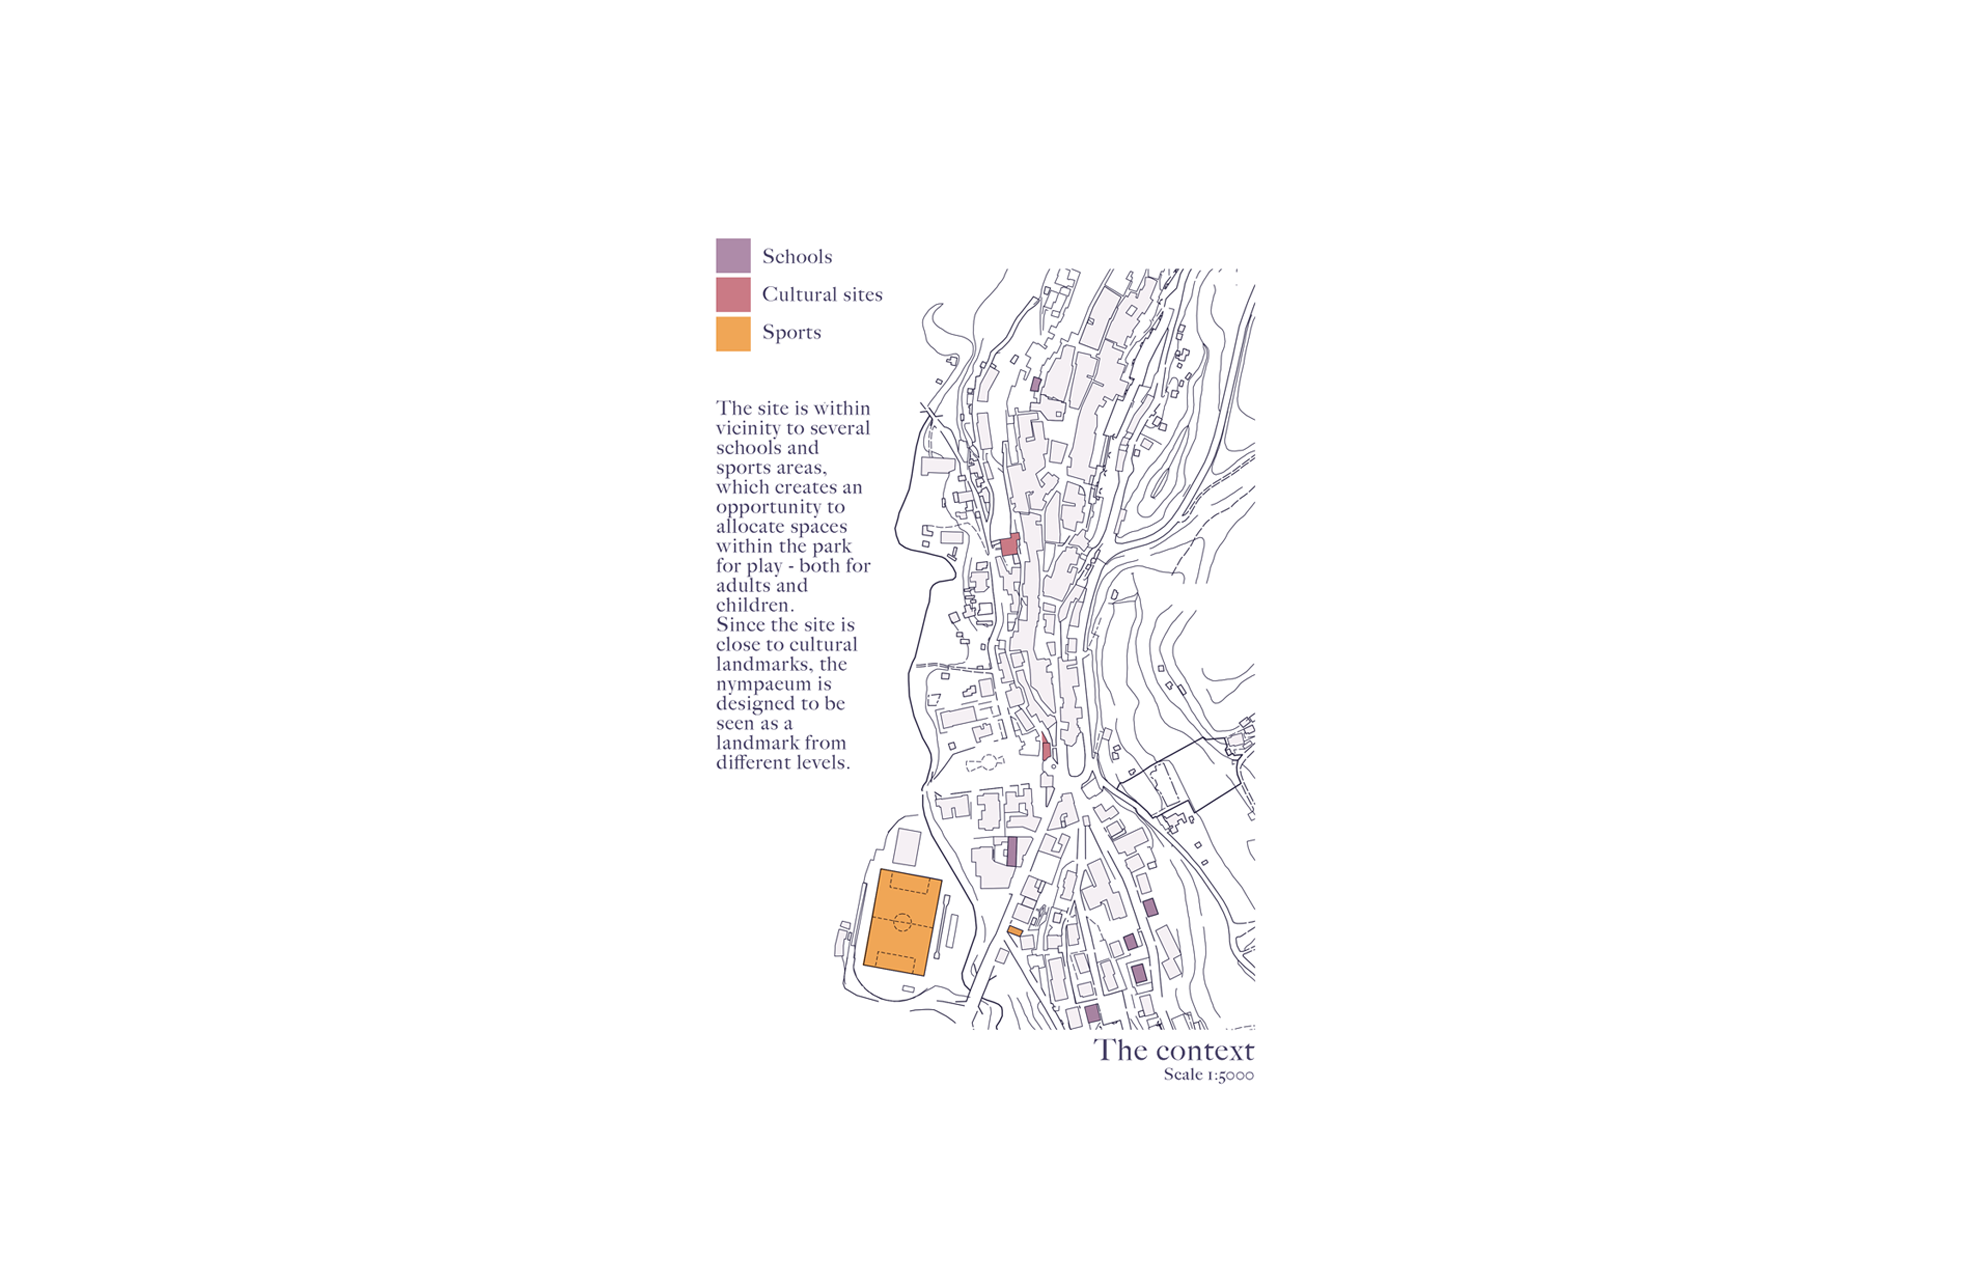 Schools
Cultural sites
Sports
The site is within
vicinity to several
schools and
sports areas,
which creates an
opportunity to
allocate spaces
within the park
for play - both for
adults and
children.
Since the site is
close to cultural
landmarks, the
nympaeum is
designed to be
seen as a
landmark from
different levels.
The context
Scale 1:5000